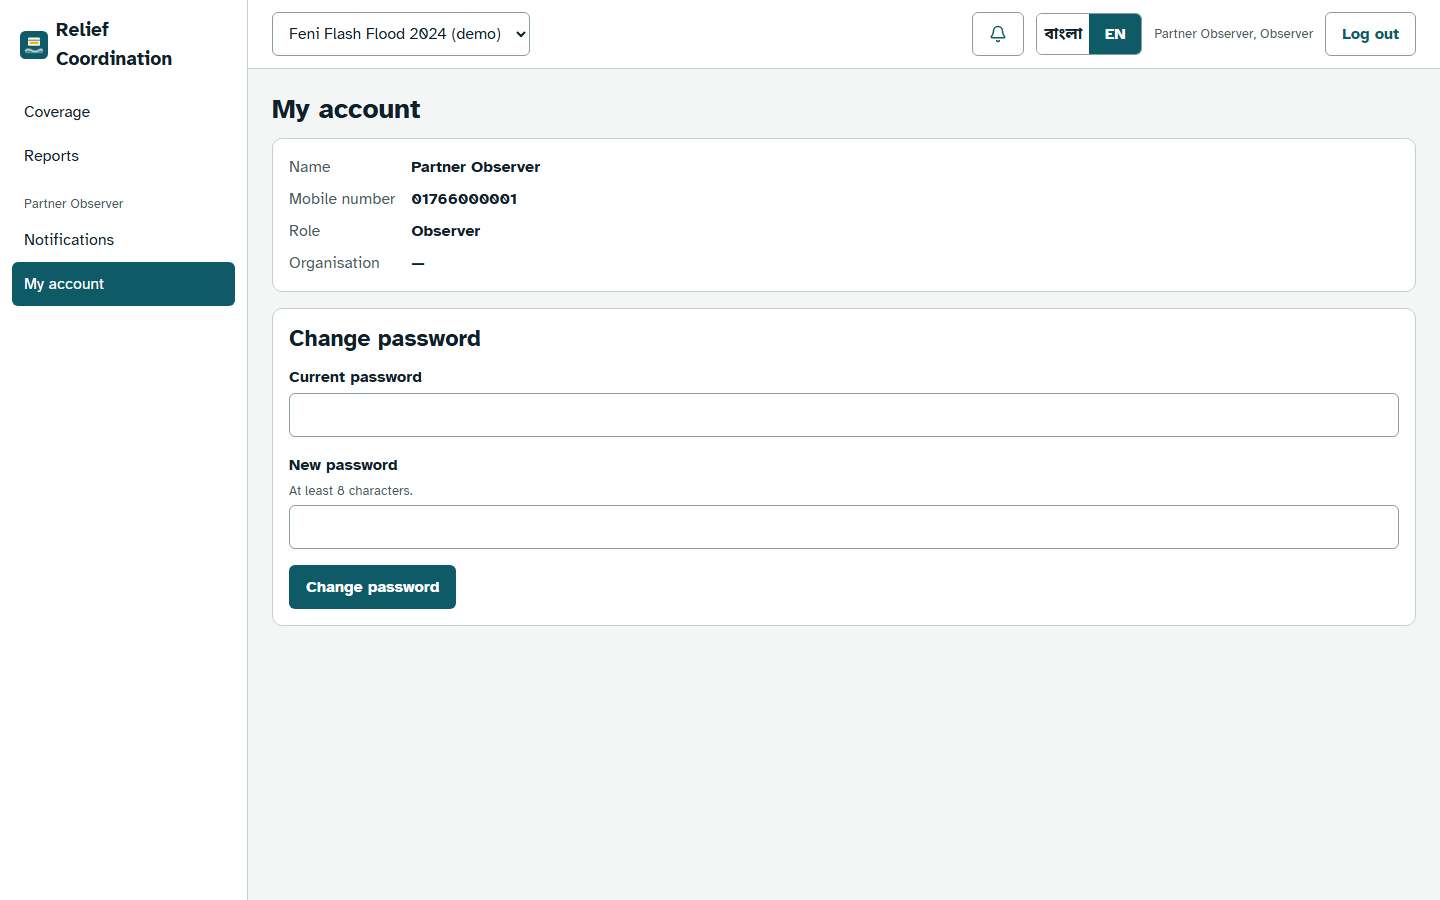 Relief
Coordination
Coverage
Reports
Partner Observer
Notifications
My account
Feni Flash Flood 2024 (demo)
বাংলা
EN
Partner Observer, Observer
Log out
My account
Name Partner Observer
Mobile number 01766000001
Role Observer
Organisation —
Change password
Current password
New password
At least 8 characters.
Change password